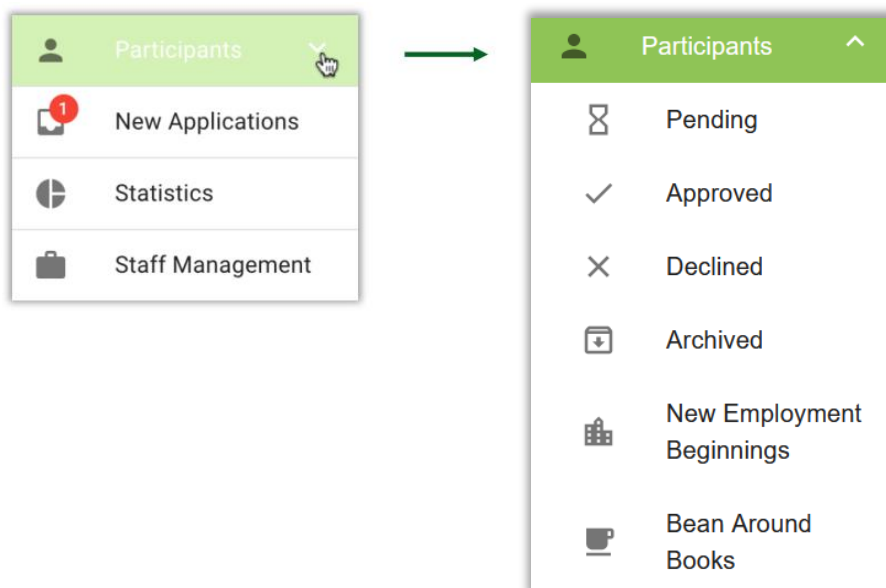 Participants
1
New Applications
Statistics
Staff Management
Participants
Pending
Approved
Declined
Archived
New Employment
Beginnings
Bean Around
Books